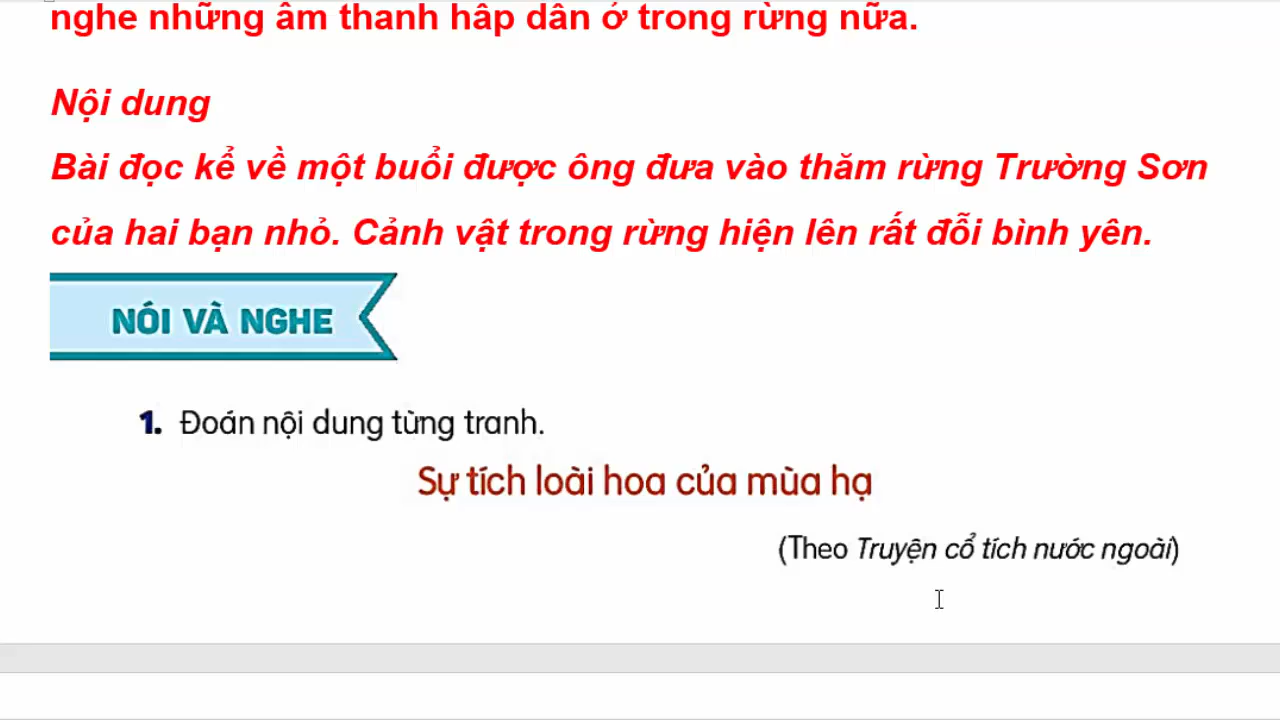 nghe những âm thanh hấp dẫn ở trong rừng nữa.
Nội dung
Bài đọc kể về một buổi được ông đưa vào thăm rừng Trường Sơn
của hai bạn nhỏ. Cảnh vật trong rừng hiện lên rất đỗi bình yên.
NÓI VÀ NGHE
1. Đoán nội dung từng tranh.
Sự tích loài hoa của mùa hạ
(Theo Truyện cổ tích nước ngoài)